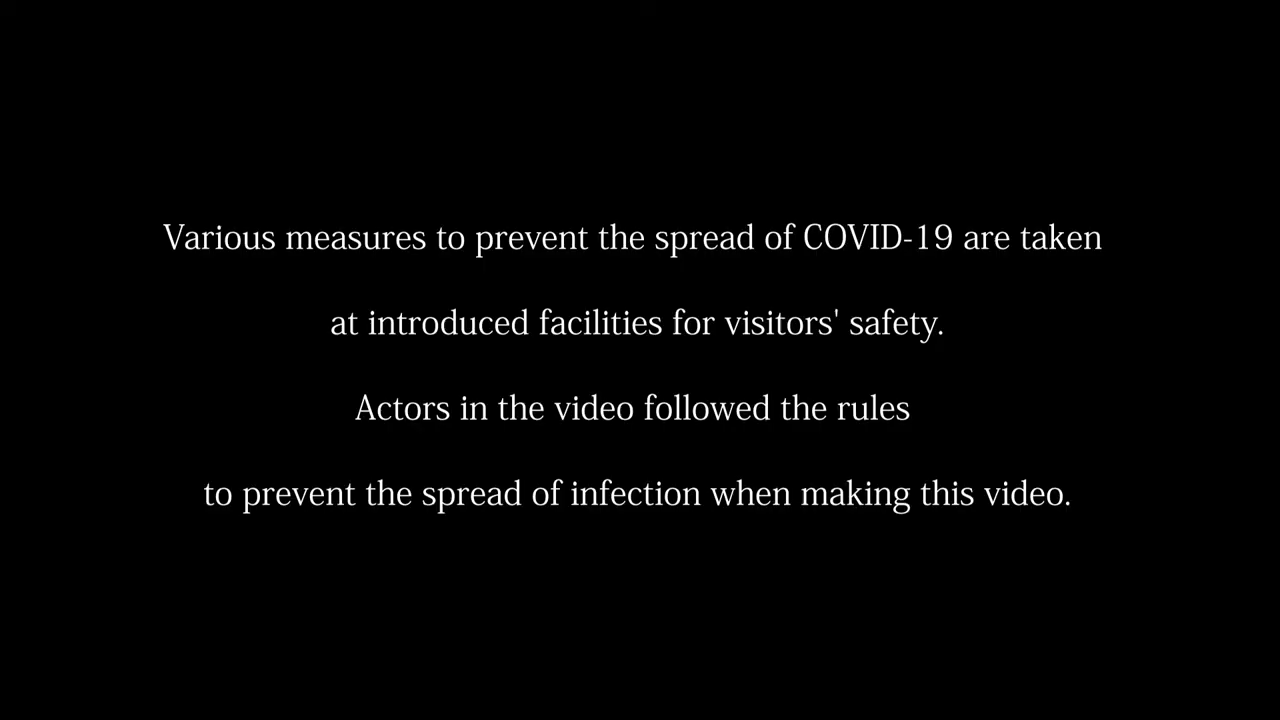 Various measures to prevent the spread of COVID-19 are taken
at introduced facilities for visitors' safety.
Actors in the video followed the rules
to prevent the spread of infection when making this video.